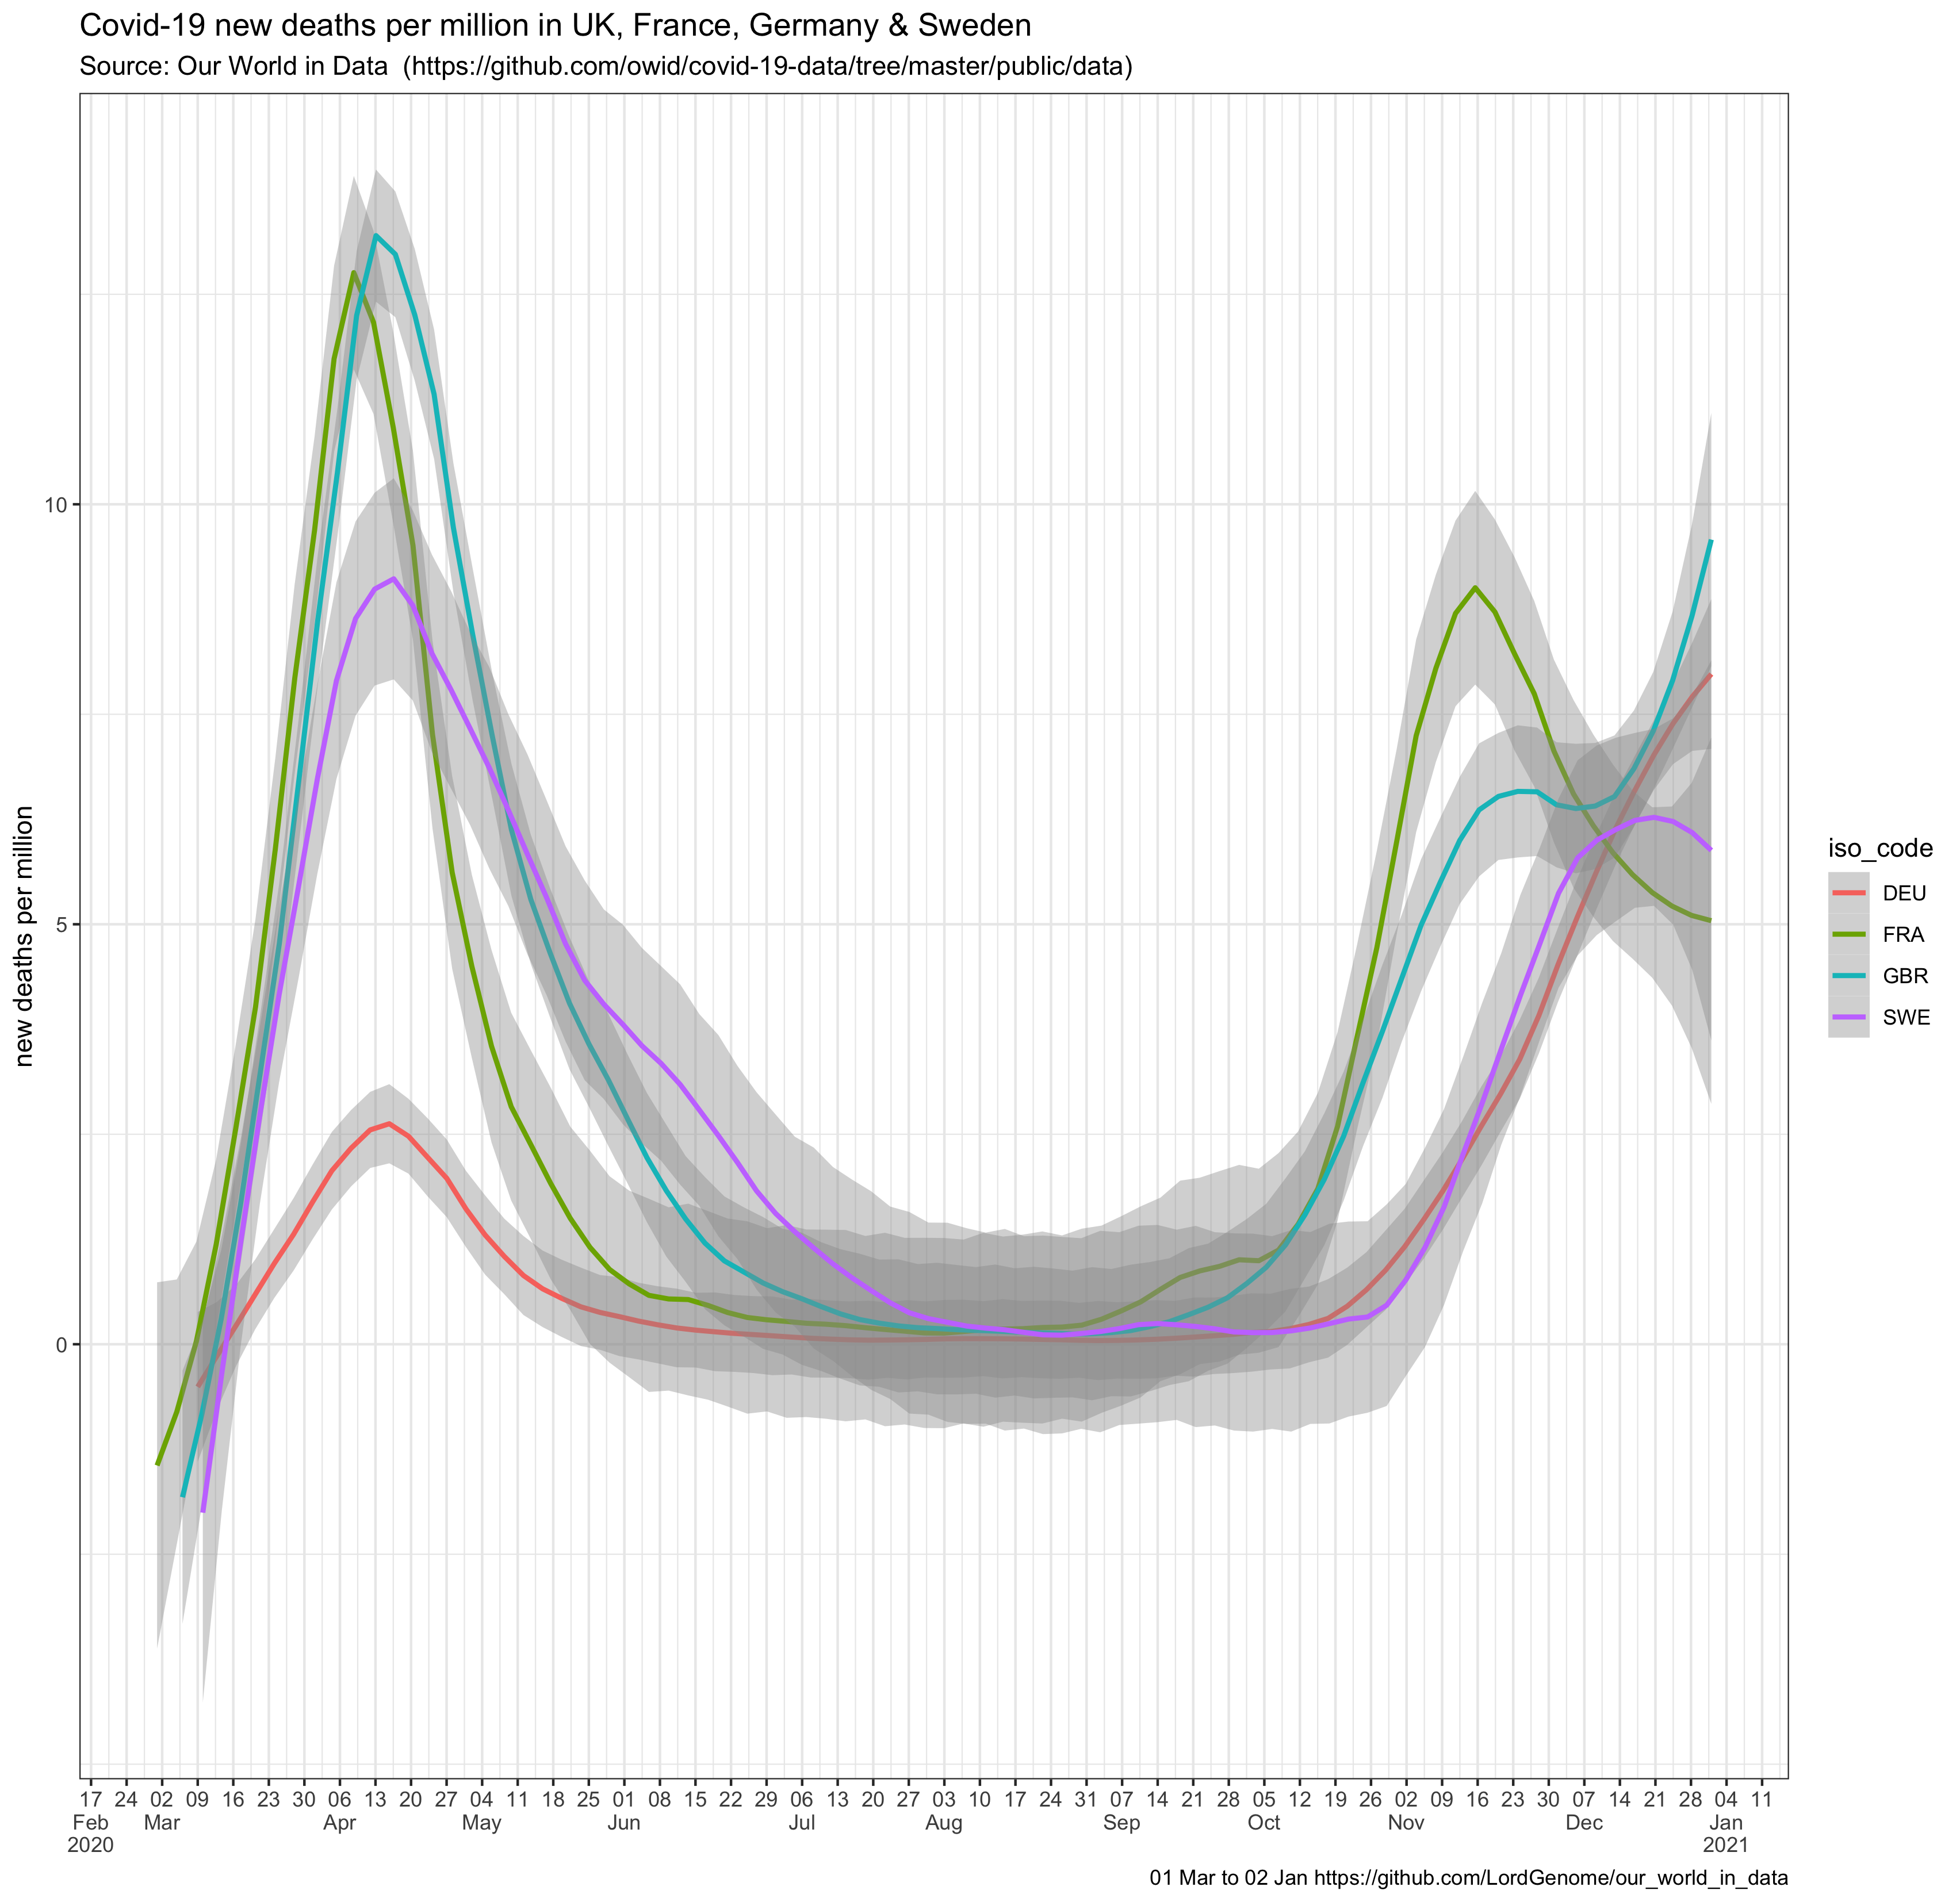 Covid-19 new deaths per million in UK, France, Germany & Sweden
Source: Our World in Data  (https://github.com/owid/covid-19-data/tree/master/public/data)
new deaths per million
10
5
0
iso_code
DEU
FRA
GBR
SWE
17 24 02 09 16 23 30 06 13 20 27 04 11 18 25 01 08 15 22 29 06 13 20 27 03 10 17 24 31 07 14 21 28 05 12 19 26 02 09 16 23 30 07 14 21 28 04 11
Feb Mar Apr May Jun Jul Aug Sep Oct Nov Dec Jan
2020 2021
01 Mar to 02 Jan https://github.com/LordGenome/our_world_in_data